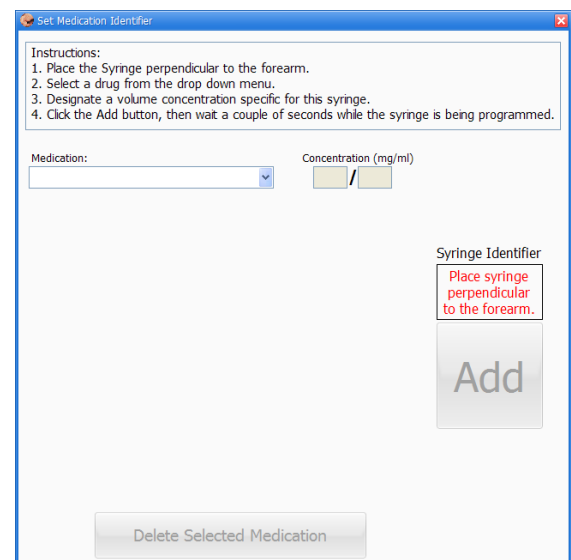 Set Medication Identifier
Instructions:
1. Place the Syringe perpendicular to the forearm.
2. Select a drug from the drop down menu.
3. Designate a volume concentration specific for this syringe.
4. Click the Add button, then wait a couple of seconds while the syringe is being programmed.
Medication:
Concentration (mg/ml)
/
Syringe Identifier
Place syringe
perpendicular
to the forearm.
Add
Delete Selected Medication